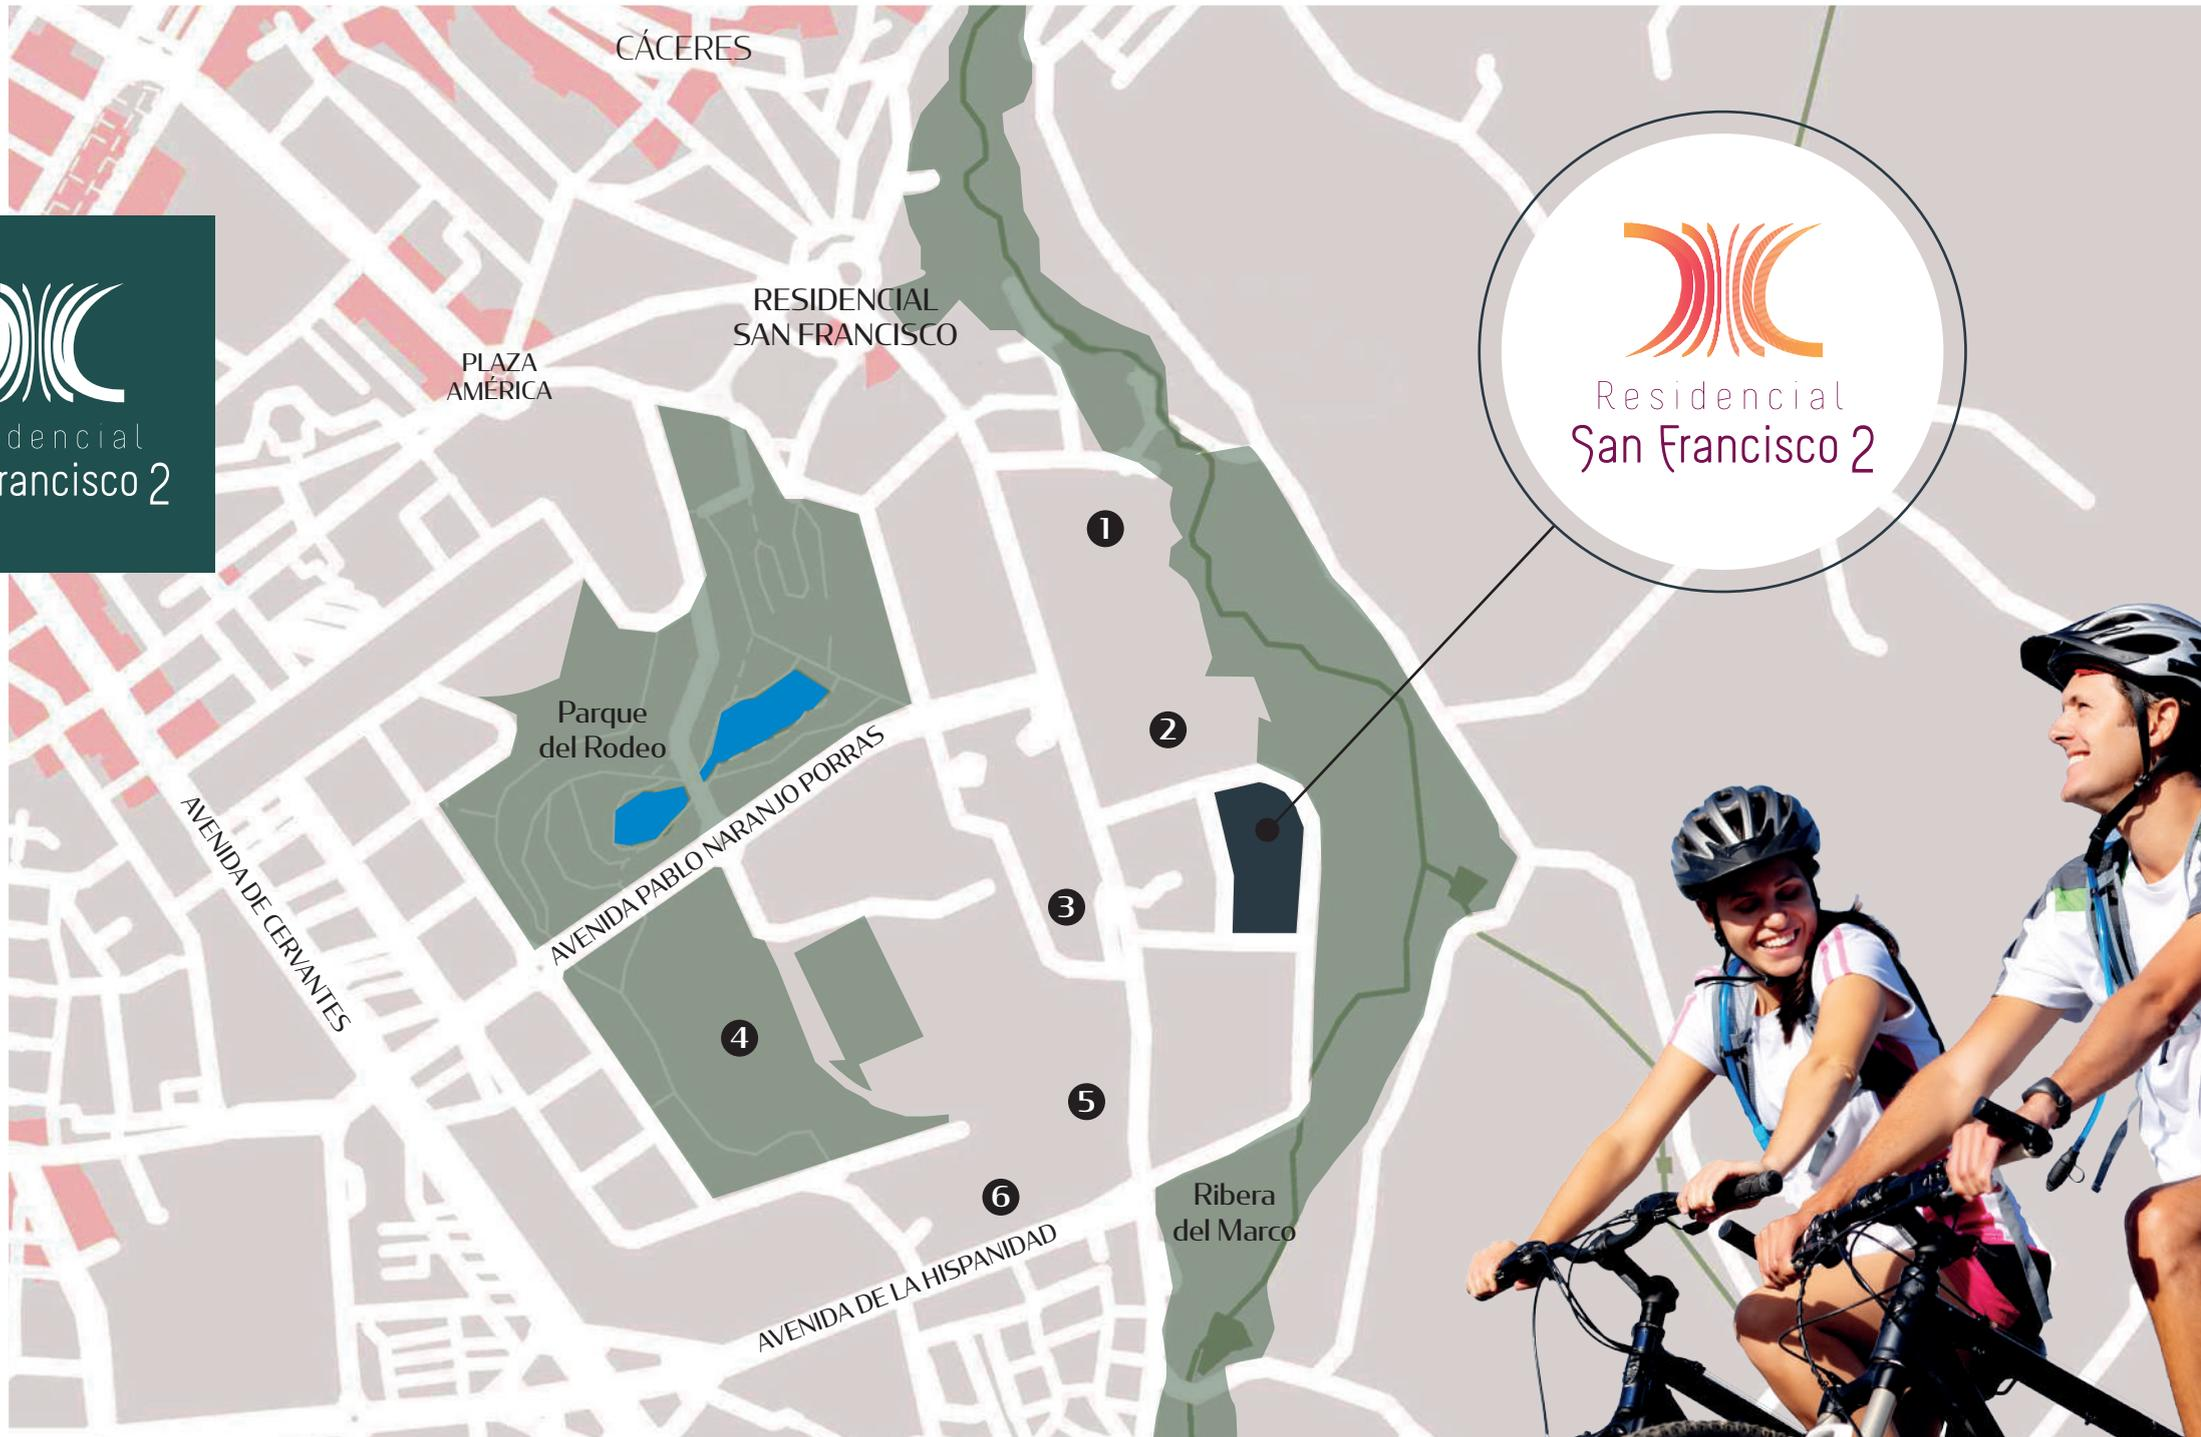 CÁCERES
RESIDENCIAL
SAN FRANCISCO
PLAZA
AMÉRICA
dencial
rancisco 2
Residencial
San Francisco 2
1
Parque
del Rodeo
2
AVENIDA PABLO NARANJO PORRAS
AVENIDA DE CERVANTES
3
4
5
6
Ribera
del Marco
AVENIDA DE LA HISPANIDAD